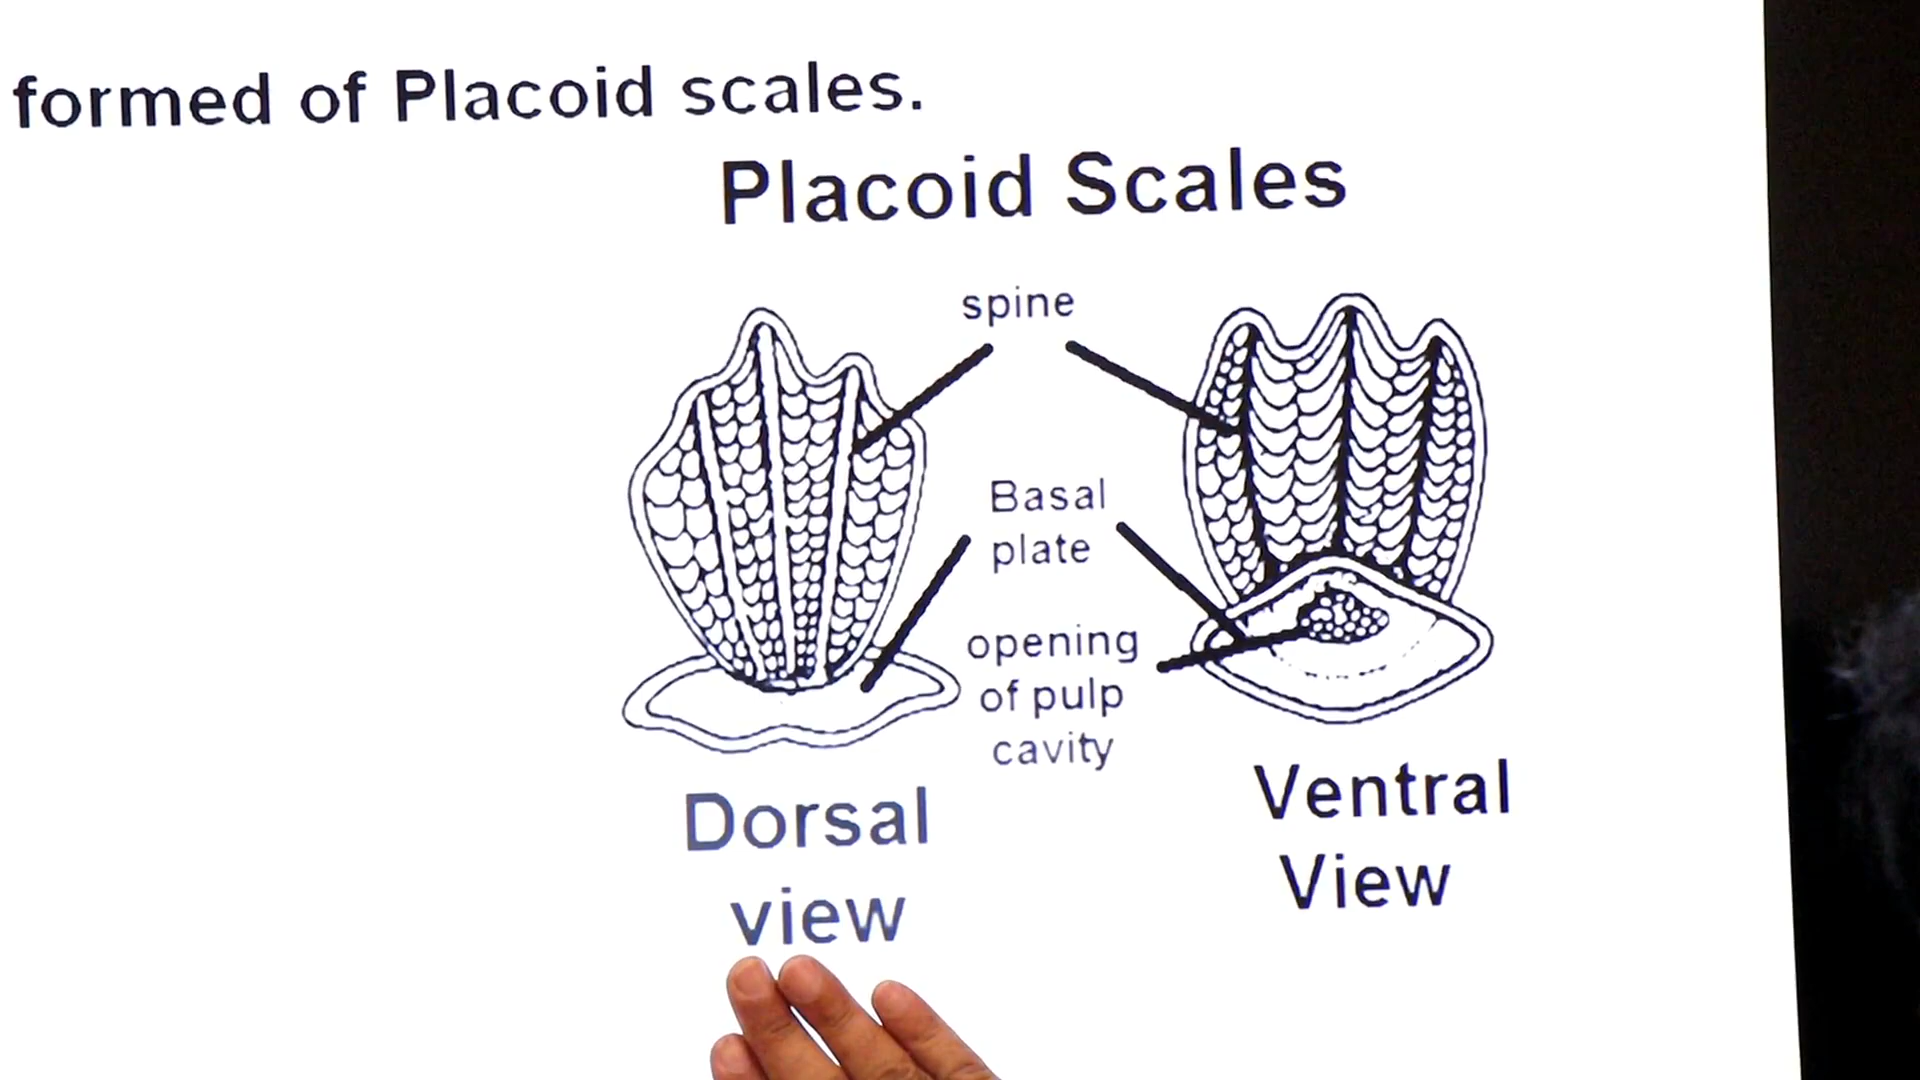 formed of Placoid scales.
Placoid Scales
spine
Basal
plate
opening
of pulp
cavity
Dorsal
view
Ventral
View